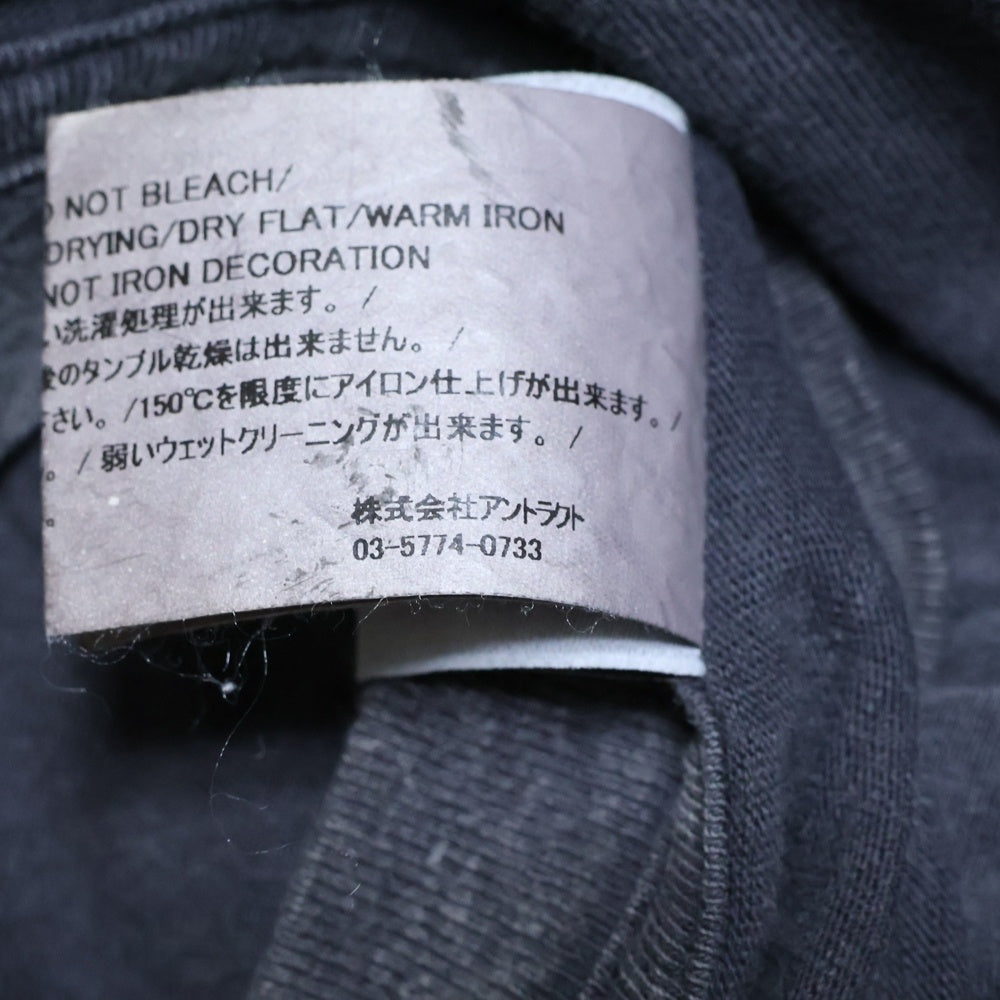 NOT BLEACH/
DRYING/DRY FLAT/WARM IRON
NOT IRON DECORATION
い洗濯処理が出来ます。 /
後のタンブル乾燥は出来ません。 /
さい。/150℃を限度にアイロン仕上げが出来ます。/
。/ 弱いウェットクリーニングが出来ます。 /
。
株式会社アントラクト
03-5774-0733